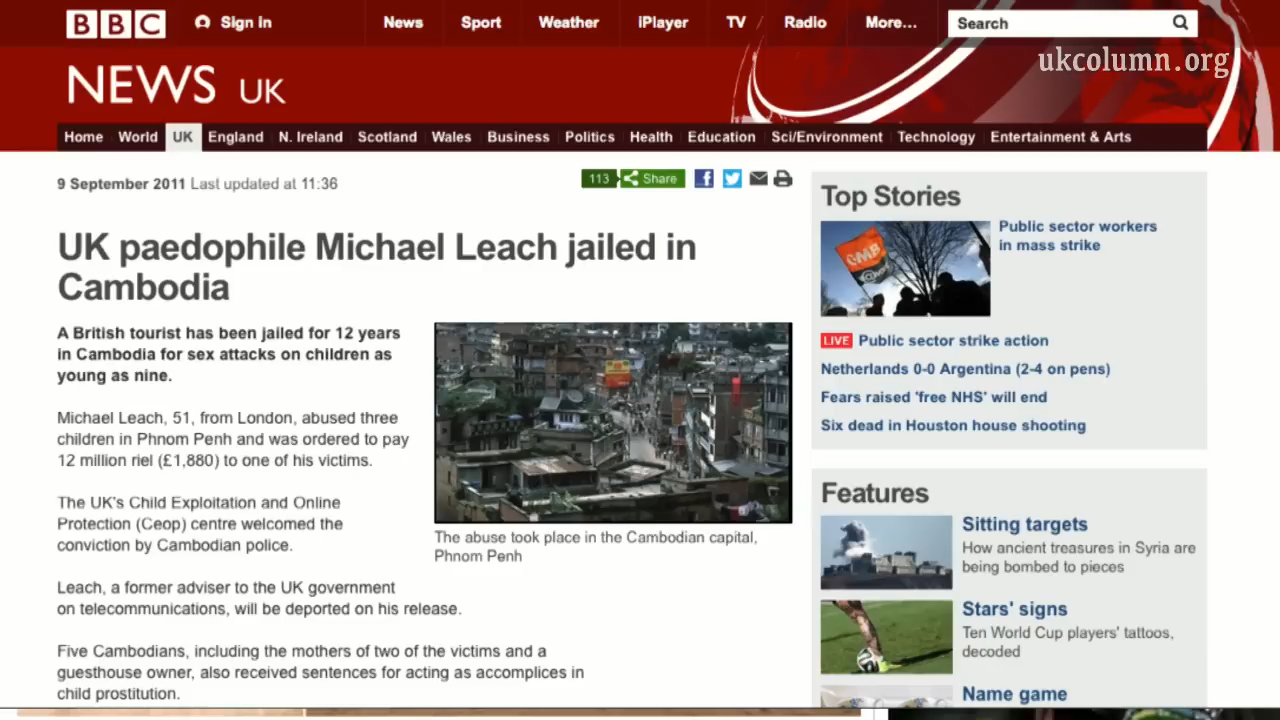 BBC
Sign in
News
Sport
Weather
iPlayer
TV
Radio
More...
Search
ukcolumn.org
NEWS UK
Home World UK England N. Ireland Scotland Wales Business Politics Health Education Sci/Environment Technology Entertainment & Arts
9 September 2011 Last updated at 11:36
113 Share
UK paedophile Michael Leach jailed in
Cambodia
A British tourist has been jailed for 12 years
in Cambodia for sex attacks on children as
young as nine.
Michael Leach, 51, from London, abused three
children in Phnom Penh and was ordered to pay
12 million riel (£1,880) to one of his victims.
The UK's Child Exploitation and Online
Protection (Ceop) centre welcomed the
conviction by Cambodian police.
The abuse took place in the Cambodian capital,
Phnom Penh
Leach, a former adviser to the UK government
on telecommunications, will be deported on his release.
Five Cambodians, including the mothers of two of the victims and a
guesthouse owner, also received sentences for acting as accomplices in
child prostitution.
Top Stories
GMB
Public sector workers
in mass strike
LIVE Public sector strike action
Netherlands 0-0 Argentina (2-4 on pens)
Fears raised 'free NHS' will end
Six dead in Houston house shooting
Features
Sitting targets
How ancient treasures in Syria are
being bombed to pieces
Stars' signs
Ten World Cup players' tattoos,
decoded
Name game